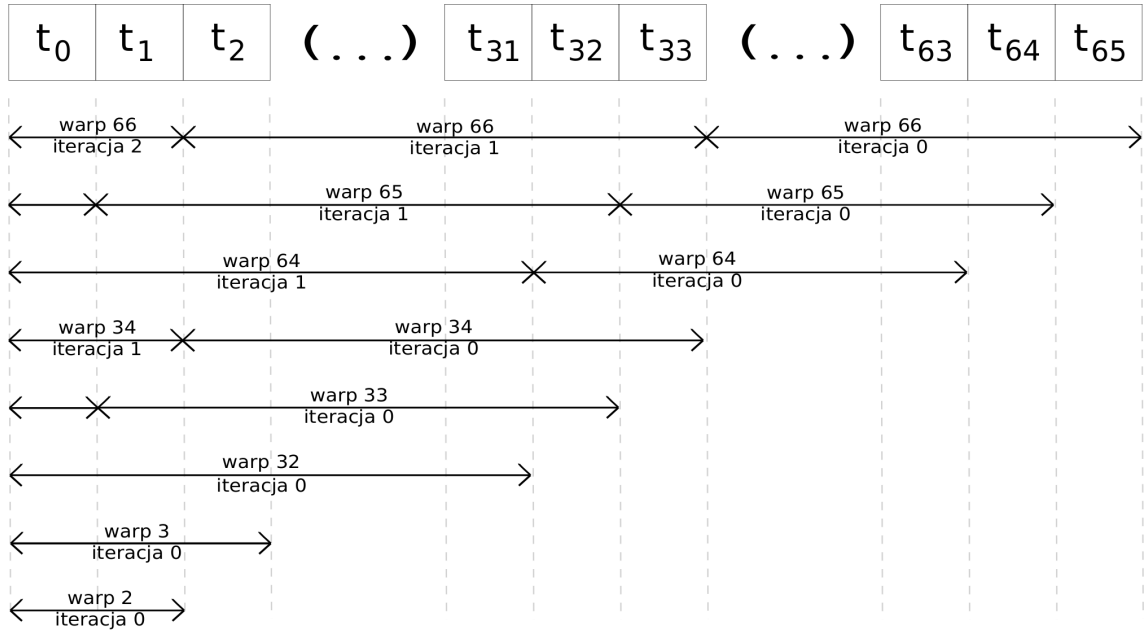 t0 t1 t2 (...) t31 t32 t33 (...) t63 t64 t65
warp 66 warp 66 warp 66
iteracja 2 iteracja 1 iteracja 0
warp 65 warp 65
iteracja 1 iteracja 0
warp 64 warp 64
iteracja 1 iteracja 0
warp 34 warp 34
iteracja 1 iteracja 0
warp 33
iteracja 0
warp 32
iteracja 0
warp 3
iteracja 0
warp 2
iteracja 0